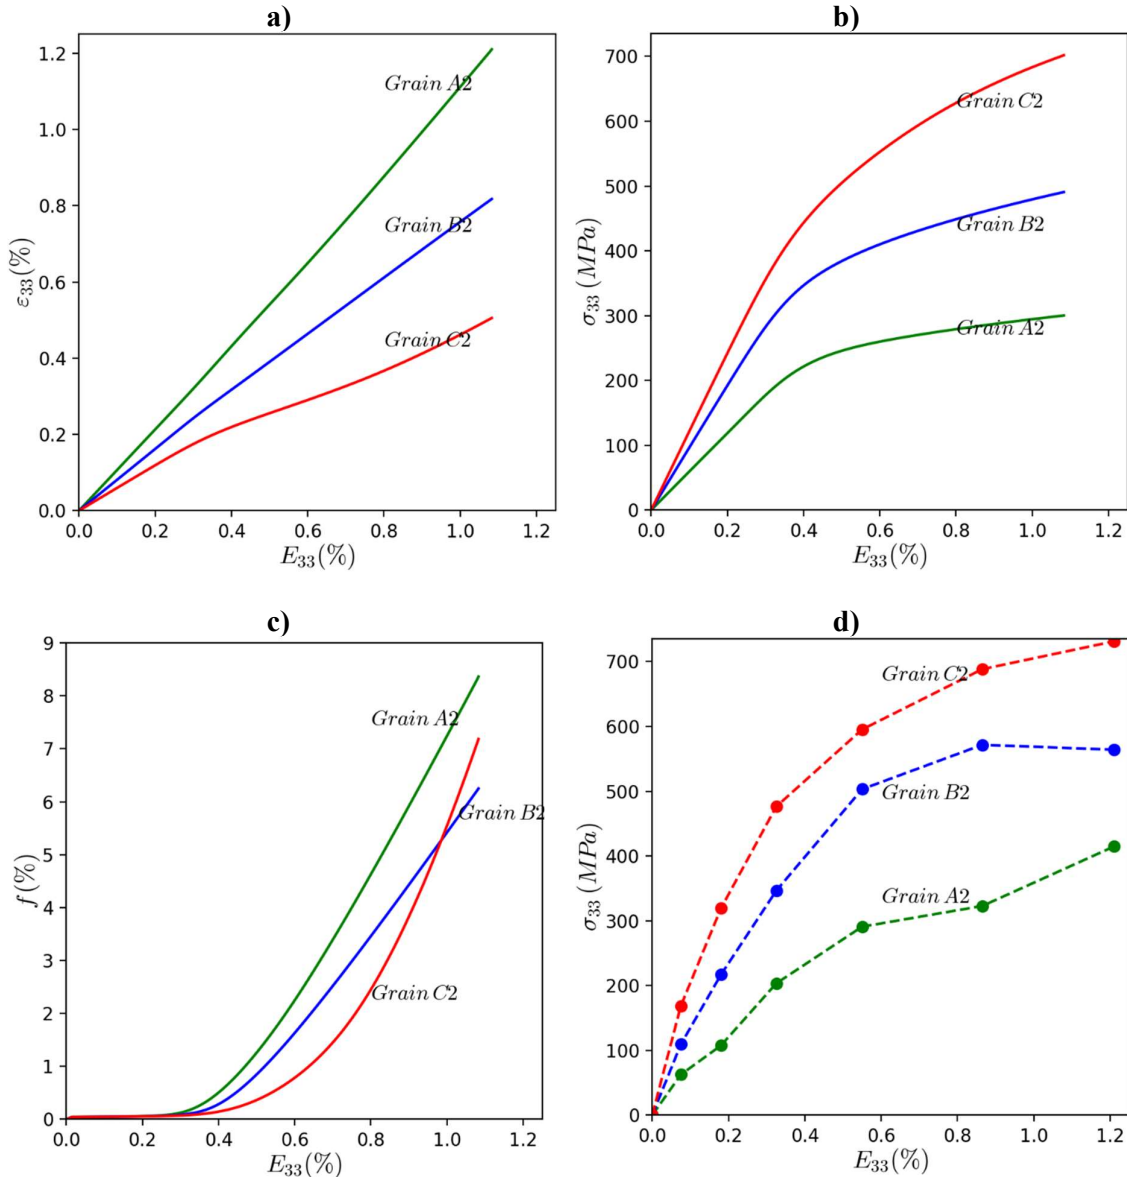 a)
1.2
1.0
0.8
0.6
0.4
0.2
0.0
ε33(%)
Grain A2
Grain B2
Grain C2
0.0 0.2 0.4 0.6 0.8 1.0 1.2
E33(%)
b)
700
600
500
400
300
200
100
0
σ33 (MPa)
Grain C2
Grain B2
Grain A2
0.0 0.2 0.4 0.6 0.8 1.0 1.2
E33(%)
c)
9
8
7
6
5
4
3
2
1
0
f(%)
Grain A2
Grain B2
Grain C2
0.0 0.2 0.4 0.6 0.8 1.0 1.2
E33(%)
d)
700
600
500
400
300
200
100
0
σ33 (MPa)
Grain C2
Grain B2
Grain A2
0.0 0.2 0.4 0.6 0.8 1.0 1.2
E33(%)